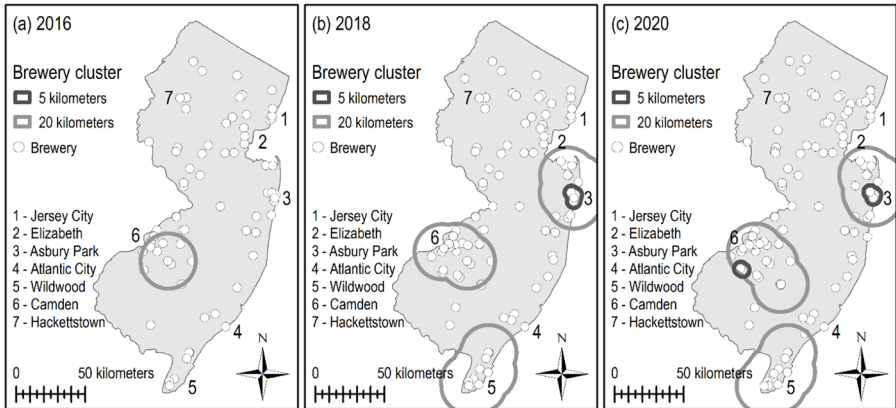 (a) 2016
Brewery cluster
5 kilometers
20 kilometers
Brewery
1 - Jersey City
2 - Elizabeth
3 - Asbury Park
4 - Atlantic City
5 - Wildwood
6 - Camden
7 - Hackettstown
0 50 kilometers
7
1
2
3
6
4
5
N
(b) 2018
Brewery cluster
5 kilometers
20 kilometers
Brewery
1 - Jersey City
2 - Elizabeth
3 - Asbury Park
4 - Atlantic City
5 - Wildwood
6 - Camden
7 - Hackettstown
0 50 kilometers
7
1
2
3
6
4
5
N
(c) 2020
Brewery cluster
5 kilometers
20 kilometers
Brewery
1 - Jersey City
2 - Elizabeth
3 - Asbury Park
4 - Atlantic City
5 - Wildwood
6 - Camden
7 - Hackettstown
0 50 kilometers
7
1
2
3
6
4
5
N